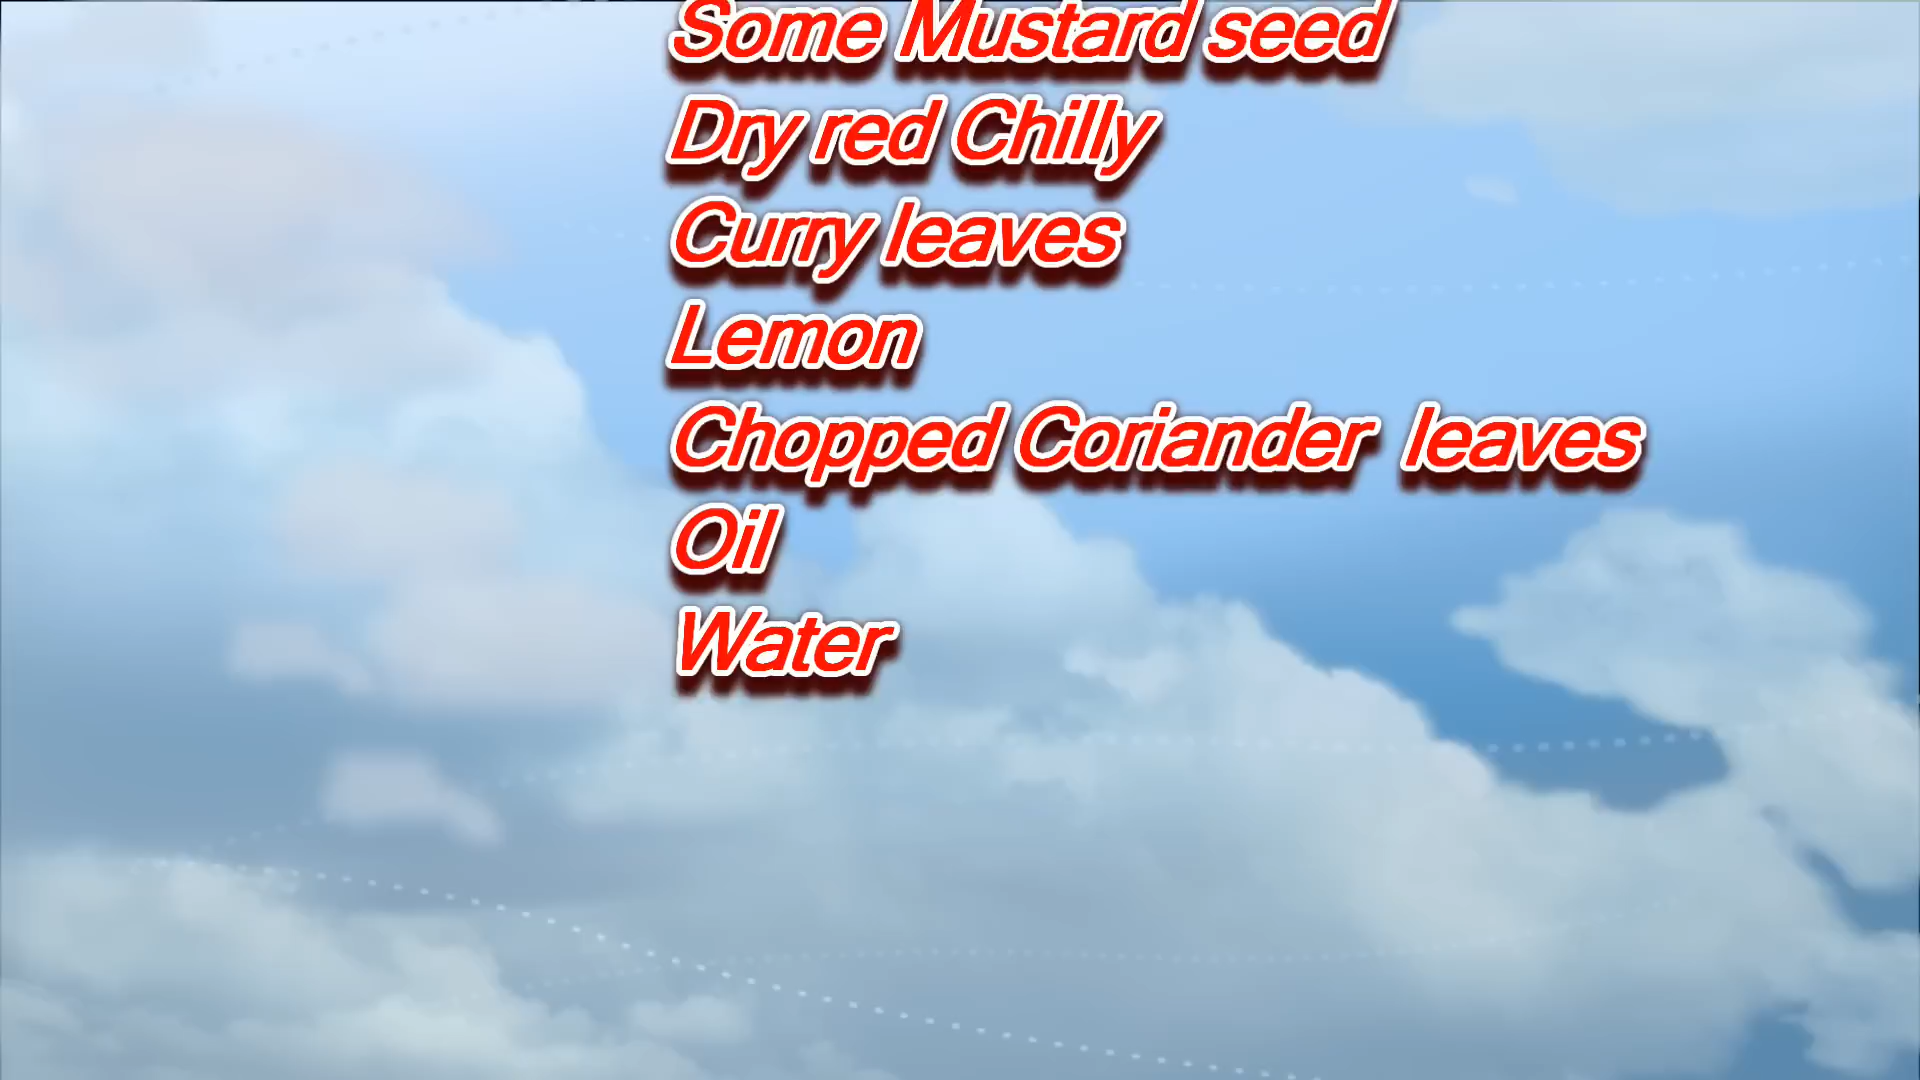 Some Mustard seed
Dry red Chilly
Curry leaves
Lemon
Chopped Coriander leaves
Oil
Water